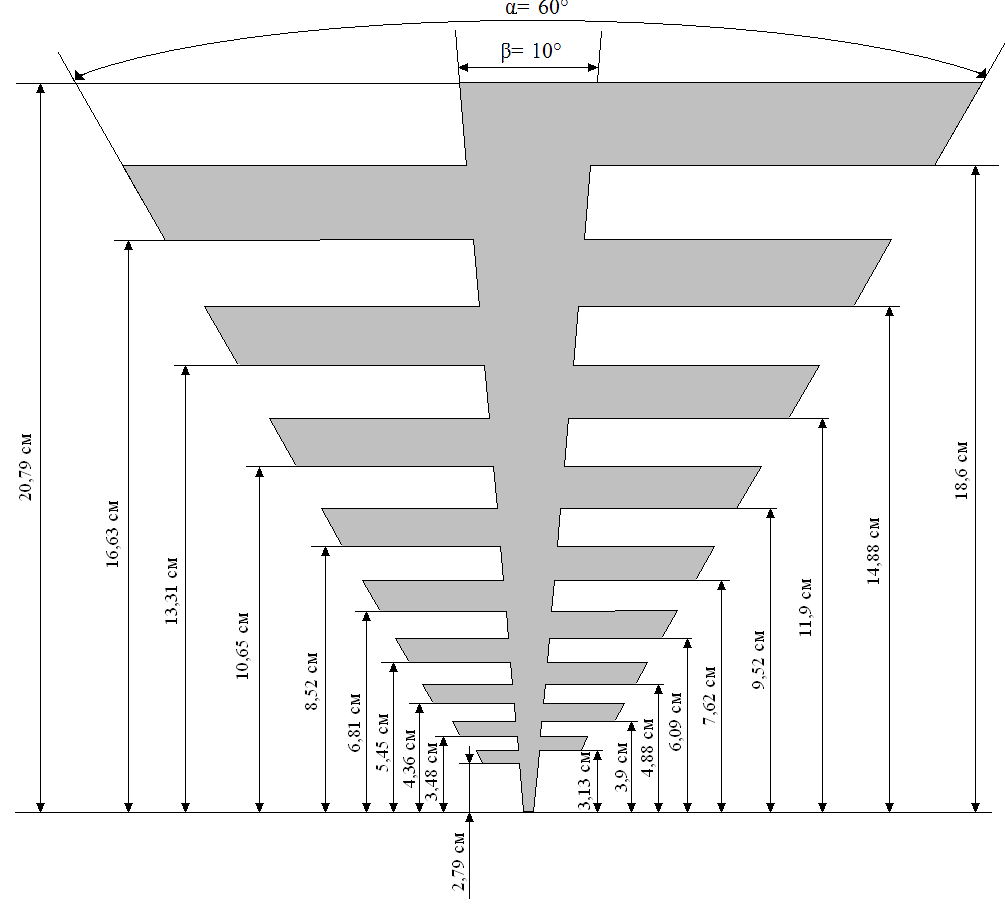 α= 60°
β= 10°
20,79 см
16,63 см
13,31 см
10,65 см
8,52 см
6,81 см
5,45 см
4,36 см
3,48 см
2,79 см
3,13 см
3,9 см
4,88 см
6,09 см
7,62 см
9,52 см
11,9 см
14,88 см
18,6 см